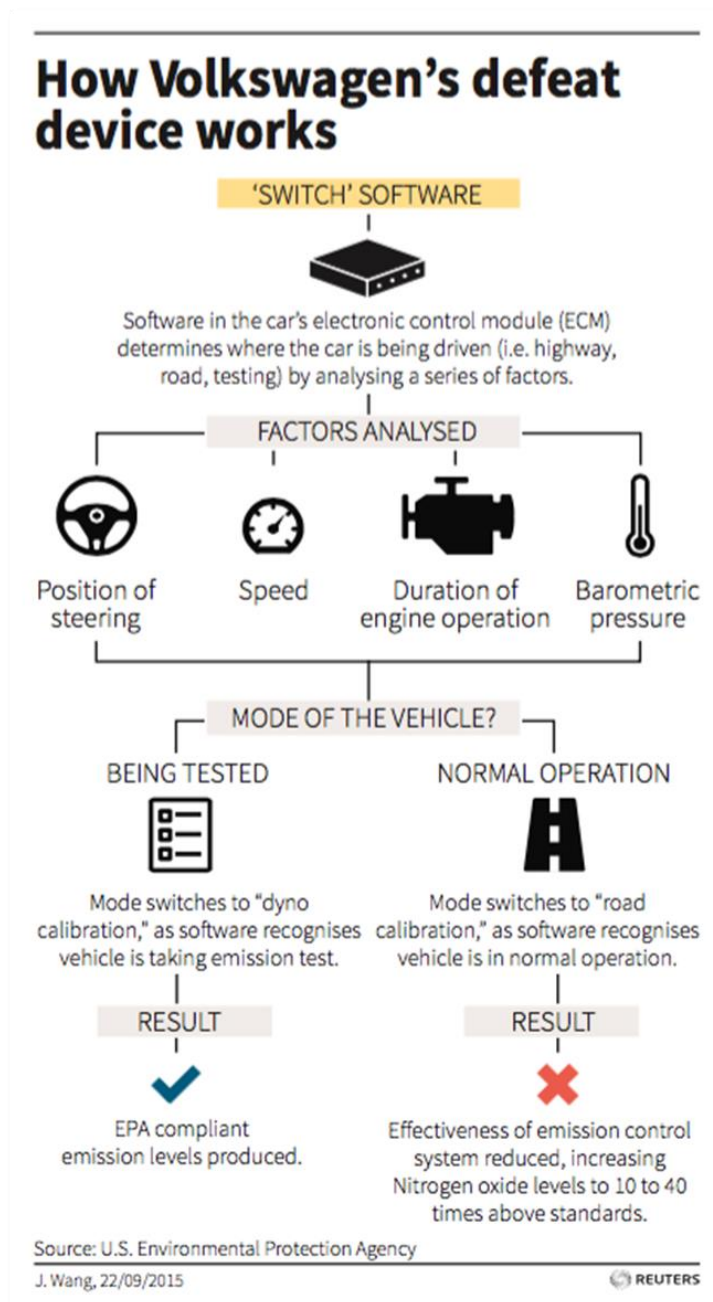 How Volkswagen's defeat
device works
'SWITCH' SOFTWARE
Software in the car's electronic control module (ECM)
determines where the car is being driven (i.e. highway,
road, testing) by analysing a series of factors.
FACTORS ANALYSED
Position of
steering
Speed
Duration of
engine operation
Barometric
pressure
MODE OF THE VEHICLE?
BEING TESTED
Mode switches to “dyno
calibration,” as software recognises
vehicle is taking emission test.
RESULT
EPA compliant
emission levels produced.
NORMAL OPERATION
Mode switches to “road
calibration,” as software recognises
vehicle is in normal operation.
RESULT
Effectiveness of emission control
system reduced, increasing
Nitrogen oxide levels to 10 to 40
times above standards.
Source: U.S. Environmental Protection Agency
J. Wang, 22/09/2015
REUTERS